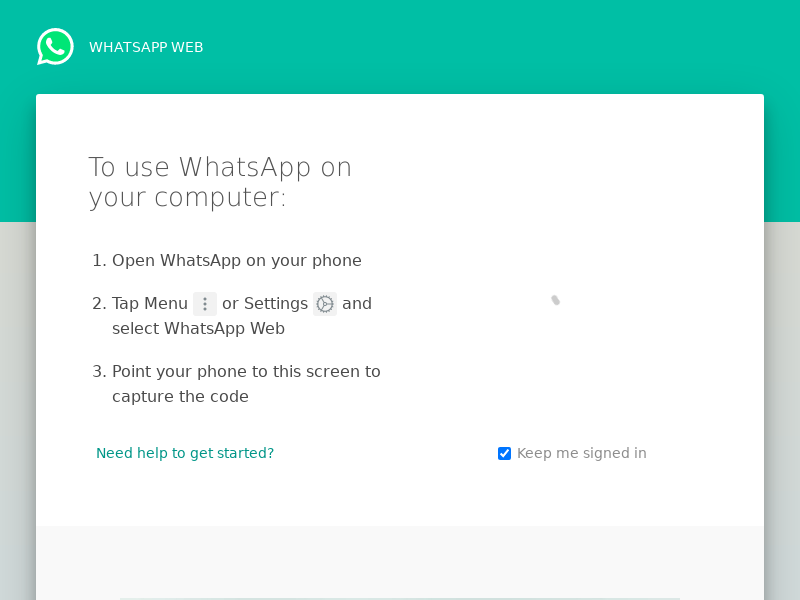 WHATSAPP WEB
To use WhatsApp on
your computer:
1. Open WhatsApp on your phone
2. Tap Menu or Settings and
select WhatsApp Web
3. Point your phone to this screen to
capture the code
Need help to get started?
Keep me signed in